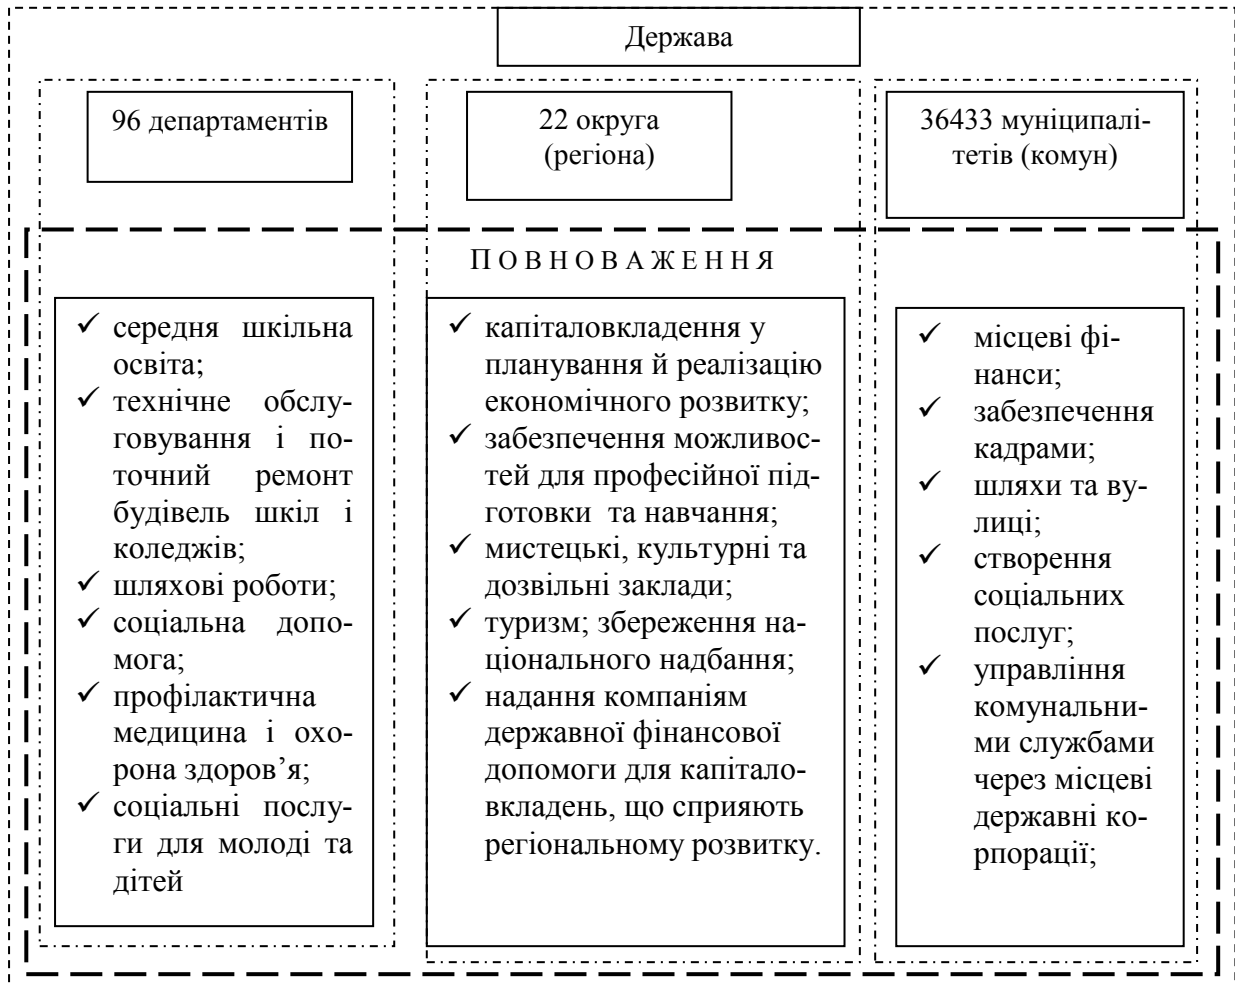 Держава
96 департаментів
22 округа
(регіона)
36433 муніципалі-
тетів (комун)
П О В Н О В А Ж Е Н Н Я
✓ середня шкільна
освіта;
✓ технічне обслу-
говування і по-
точний ремонт
будівель шкіл і
коледжів;
✓ шляхові роботи;
✓ соціальна допо-
мога;
✓ профілактична
медицина і охо-
рона здоров’я;
✓ соціальні послу-
ги для молоді та
дітей
✓ капіталовкладення у
планування й реалізацію
економічного розвитку;
✓ забезпечення можливос-
тей для професійної під-
готовки та навчання;
✓ мистецькі, культурні та
дозвільні заклади;
✓ туризм; збереження на-
ціонального надбання;
✓ надання компаніям
державної фінансової
допомоги для капітало-
вкладень, що сприяють
регіональному розвитку.
✓ місцеві фі-
нанси;
✓ забезпечення
кадрами;
✓ шляхи та ву-
лиці;
✓ створення
соціальних
послуг;
✓ управління
комунальни-
ми службами
через місцеві
державні ко-
рпорації;